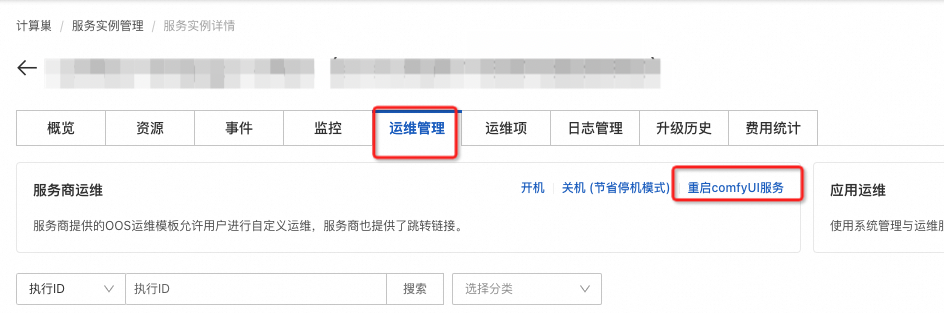 计算巢 / 服务实例管理 / 服务实例详情
概览 资源 事件 监控 运维管理 运维项 日志管理 升级历史 费用统计
服务商运维 开机 关机 (节省停机模式) 重启comfyUI服务 应用运维
服务商提供的OOS运维模板允许用户进行自定义运维，服务商也提供了跳转链接。 使用系统管理与运维服
执行ID 执行ID 搜索 选择分类